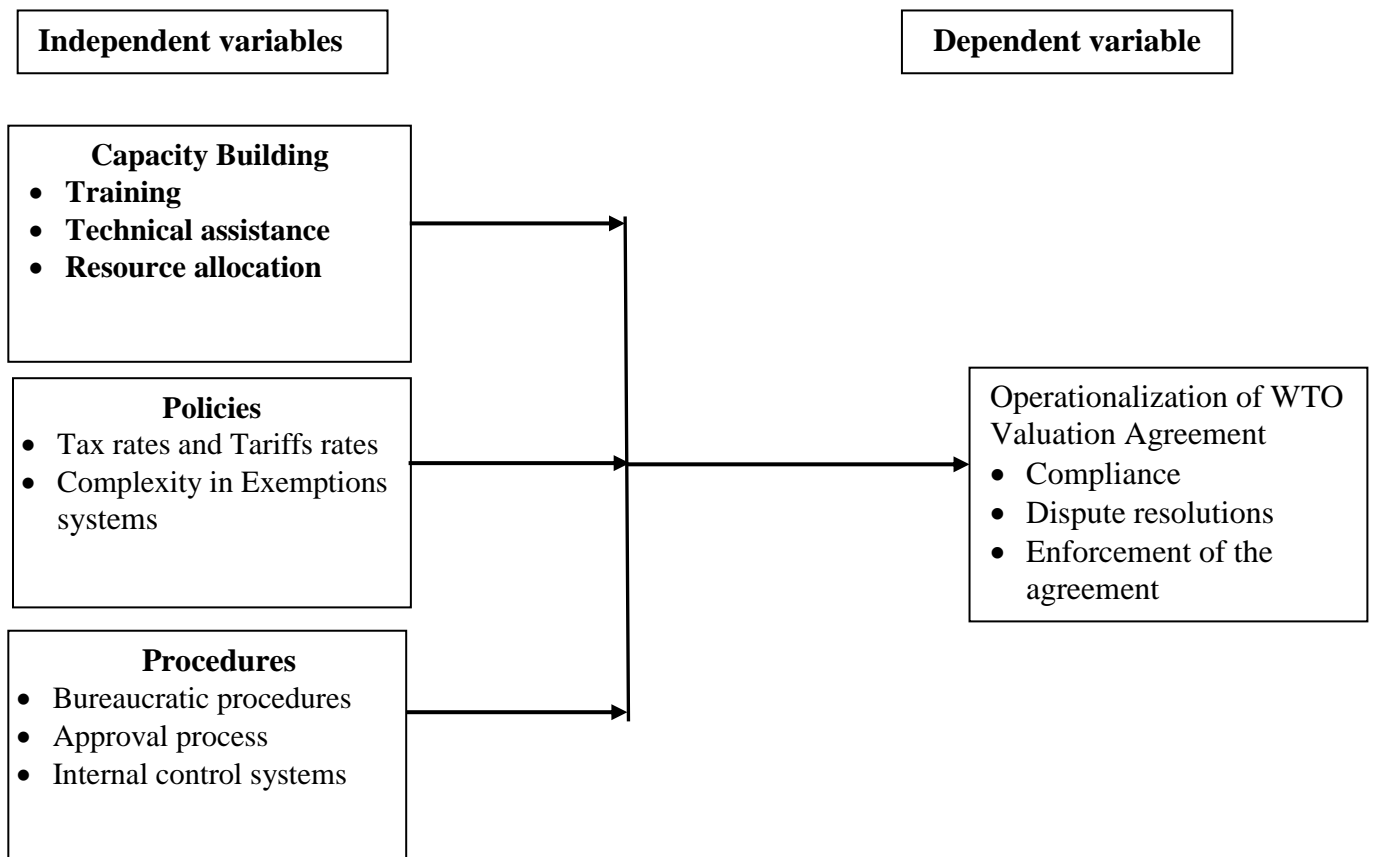 Independent variables
Dependent variable
Capacity Building
• Training
• Technical assistance
• Resource allocation
Policies
• Tax rates and Tariffs rates
• Complexity in Exemptions
systems
Procedures
• Bureaucratic procedures
• Approval process
• Internal control systems
Operationalization of WTO
Valuation Agreement
• Compliance
• Dispute resolutions
• Enforcement of the
agreement